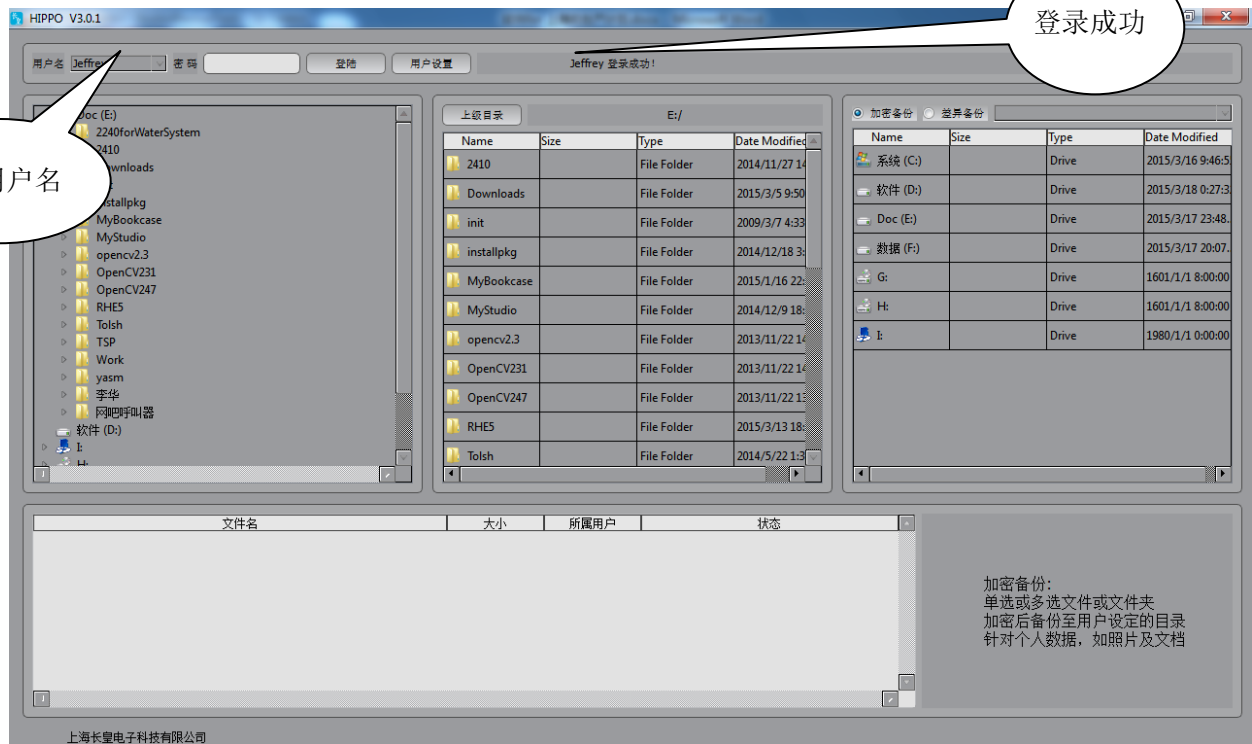 HIPPO V3.0.1
登录成功
用户名 Jeffrey 密码 登陆 用户设置 Jeffrey 登录成功！
户名
Doc (E:)
2240forWaterSystem
2410
MyBookcase
MyStudio
opencv2.3
OpenCV231
OpenCV247
RHE5
Tolsh
TSP
Work
yasm
李华
网吧呼叫器
软件 (D:)
I:
H:
上级目录 E:/
Name Size Type Date Modified
2410 File Folder 2014/11/27 14
Downloads File Folder 2015/3/5 9:50
init File Folder 2009/3/7 4:33
installpkg File Folder 2014/12/18 3:
MyBookcase File Folder 2015/1/16 22:
MyStudio File Folder 2014/12/9 18:
opencv2.3 File Folder 2013/11/22 14
OpenCV231 File Folder 2013/11/22 14
OpenCV247 File Folder 2013/11/22 13
RHE5 File Folder 2015/3/13 18:
Tolsh File Folder 2014/5/22 1:3
加密备份 差异备份
Name Size Type Date Modified
系统 (C:) Drive 2015/3/16 9:46:5
软件 (D:) Drive 2015/3/18 0:27:3
Doc (E:) Drive 2015/3/17 23:48.
数据 (F:) Drive 2015/3/17 20:07.
G: Drive 1601/1/1 8:00:00
H: Drive 1601/1/1 8:00:00
I: Drive 1980/1/1 0:00:00
文件名 大小 所属用户 状态
加密备份：
单选或多选文件或文件夹
加密后备份至用户设定的目录
针对个人数据，如照片及文档
上海长皇电子科技有限公司